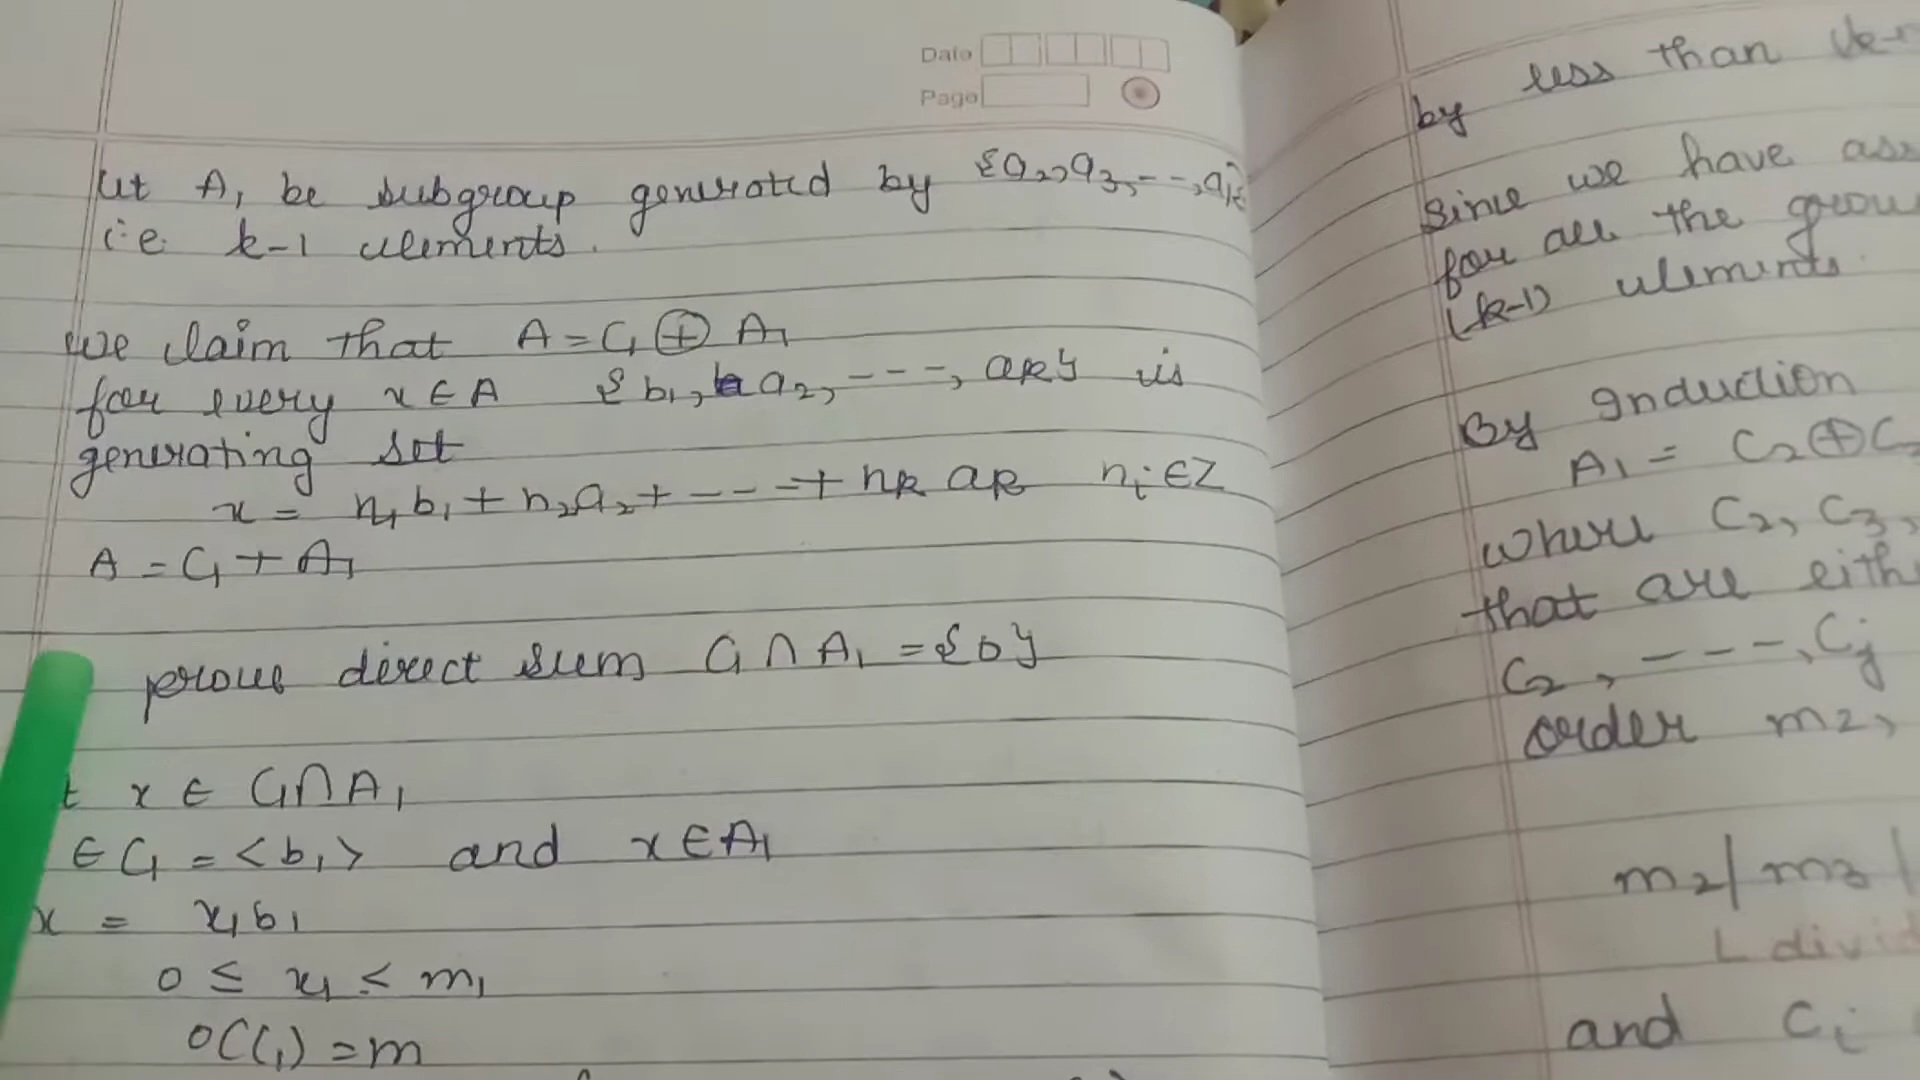 Date
Page
let A₁ be subgroup generated by {a₂, a₃, - - -, aₖ}
i.e. k-1 elements.
We claim that A = C₁ ⊕ A₁
for every x ∈ A {b₁, a₂, - - - -, aₖ} is
generating set
x = n₁b₁ + n₂a₂ + - - - + nₖ aₖ nᵢ ∈ Z
A = C₁ + A₁
prove direct sum C₁ ∩ A₁ = {0}
x ∈ C₁ ∩ A₁
∈ C₁ = <b₁> and x ∈ A₁
x = x₁b₁
0 ≤ x₁ < m₁
O(C₁) = m
by less than
Since we have
for all the
(k-1) elements.
By Induction
A₁ = C₂ ⊕ C
where C₂, C₃,
that are
C₂, - - - -, Cⱼ
order m₂,
m₂ | m₃ |
and Cᵢ